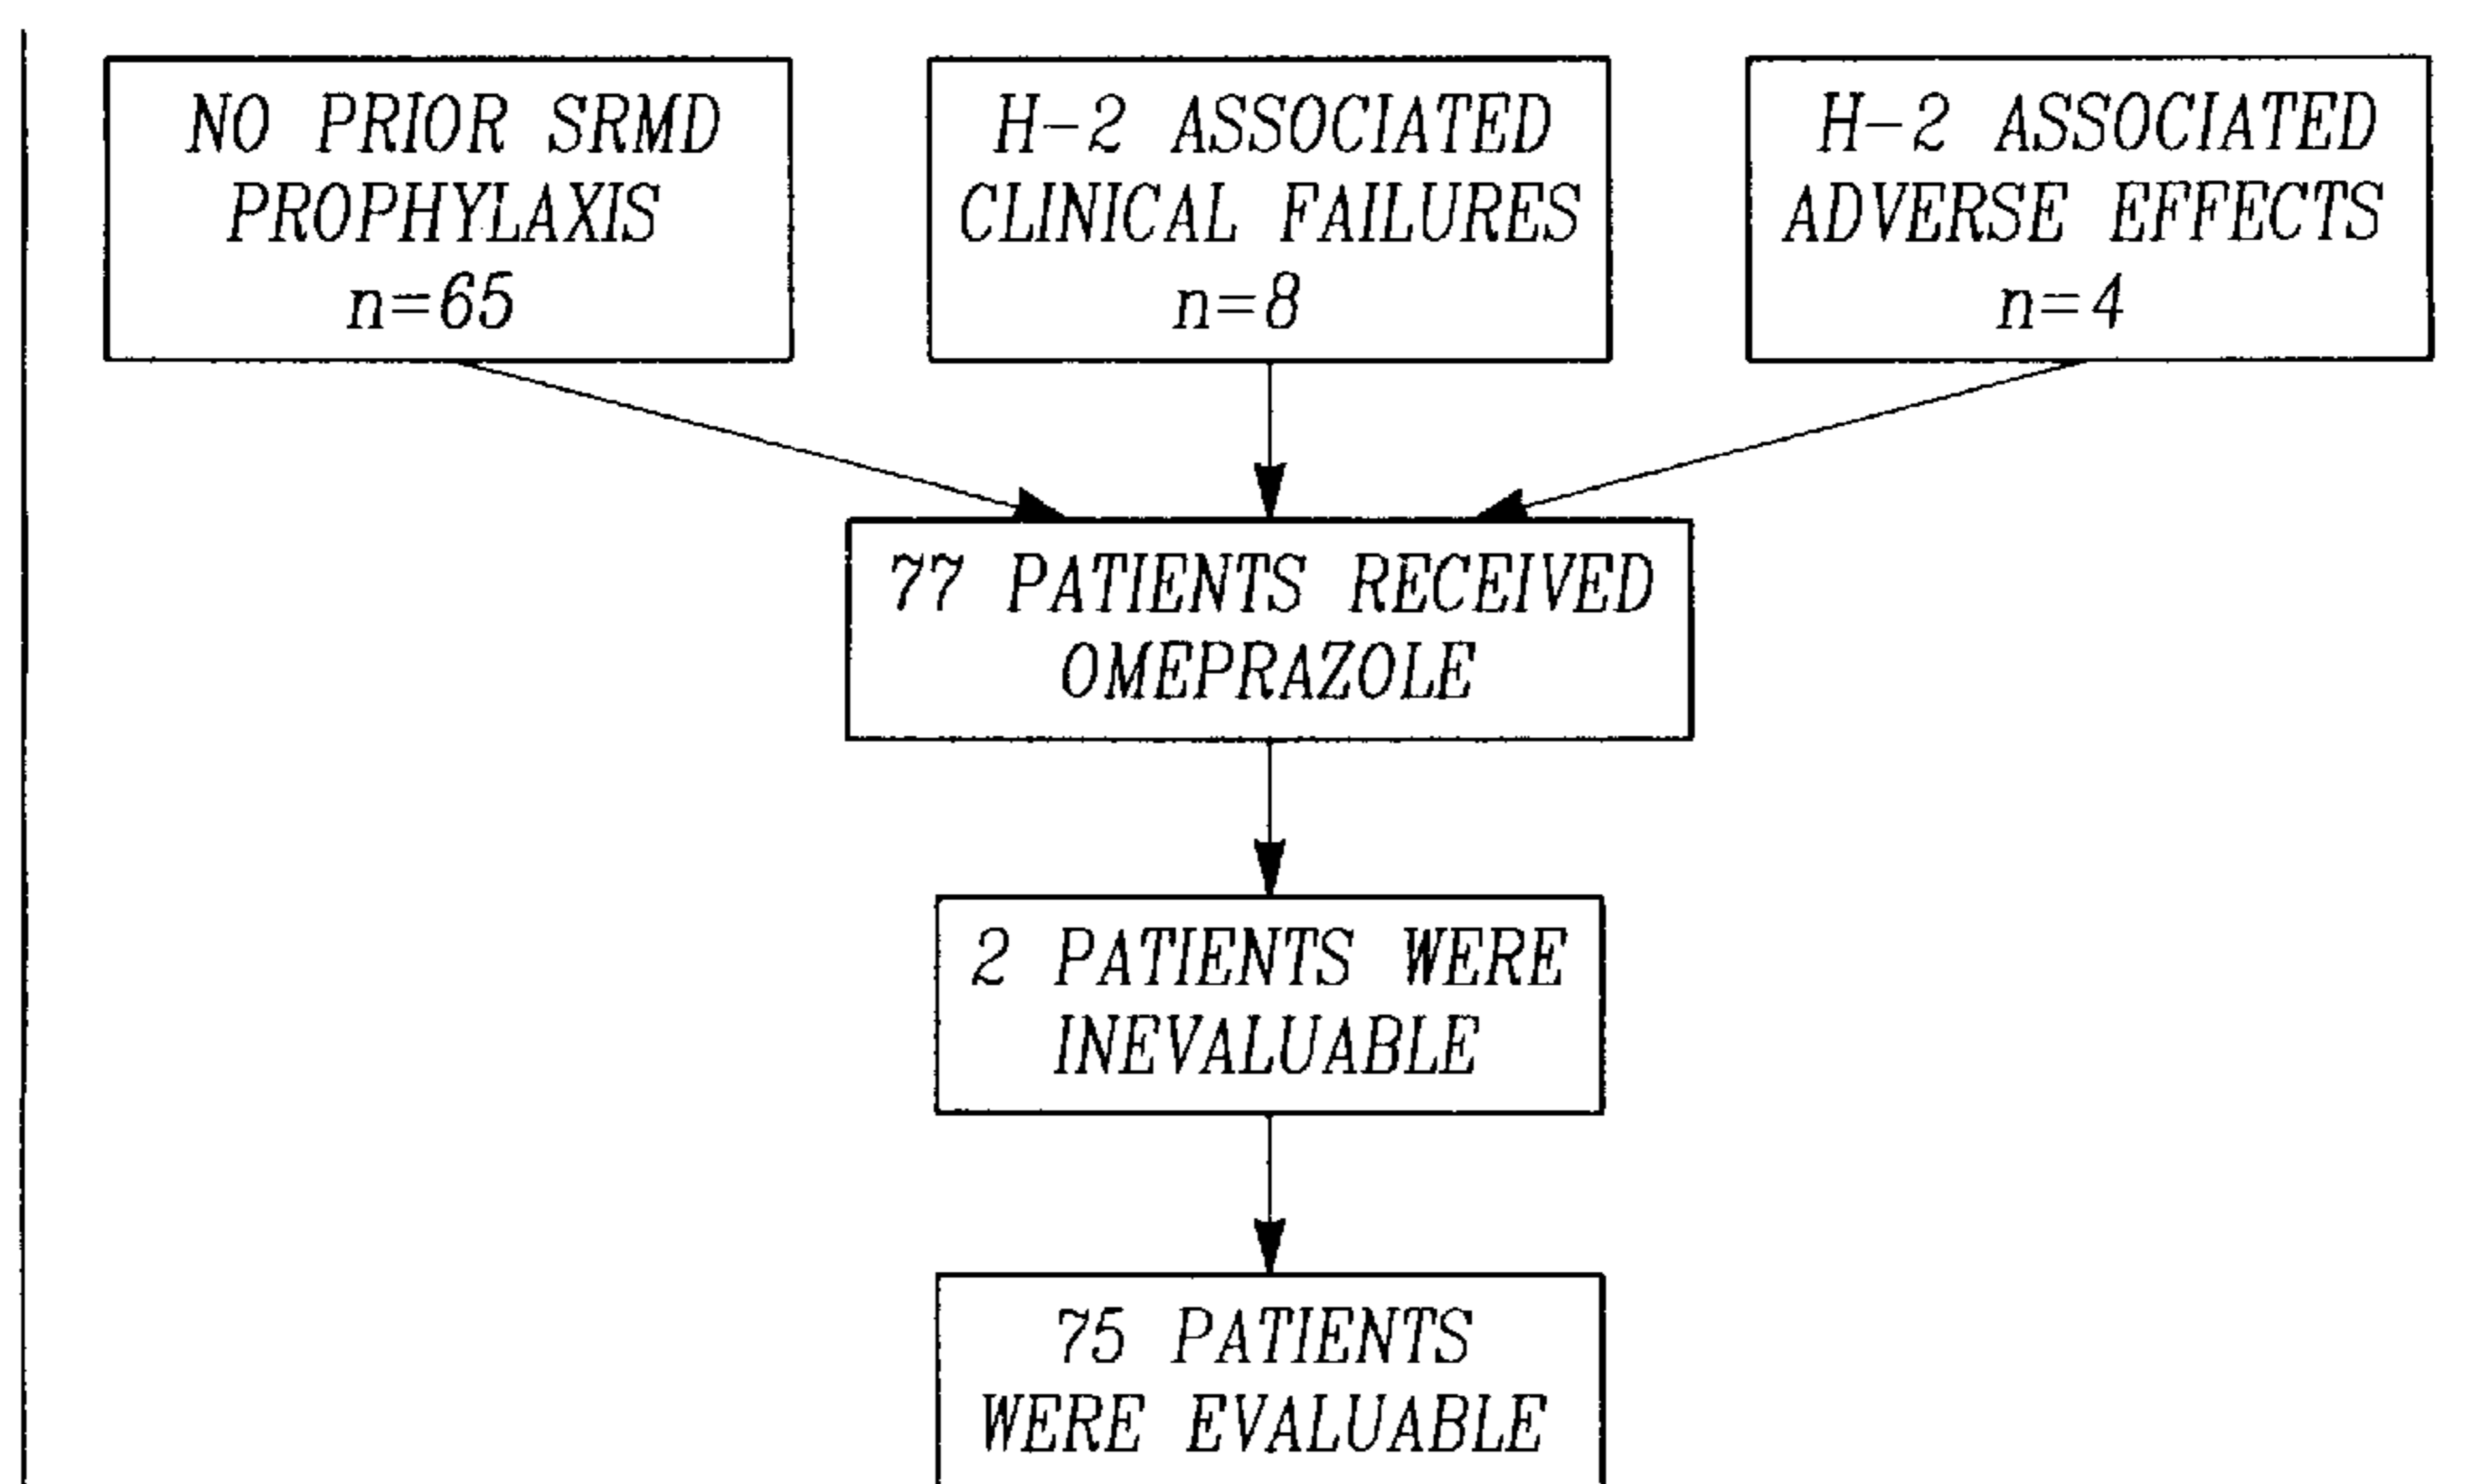 NO PRIOR SRMD
PROPHYLAXIS
n=65
H-2 ASSOCIATED
CLINICAL FAILURES
n=8
H-2 ASSOCIATED
ADVERSE EFFECTS
n=4
77 PATIENTS RECEIVED
OMEPRAZOLE
2 PATIENTS WERE
INEVALUABLE
75 PATIENTS
WERE EVALUABLE